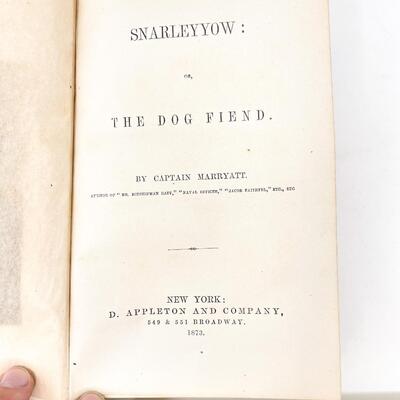 SNARLEYYOW:
OR,
THE DOG FIEND.
BY CAPTAIN MARRYATT.
AUTHOR OF "MR. MIDSHIPMAN EASY," "NAVAL OFFICER," "JACOB FAITHFUL," ETC., ETC
NEW YORK:
D. APPLETON AND COMPANY,
549 & 551 BROADWAY.
1873.